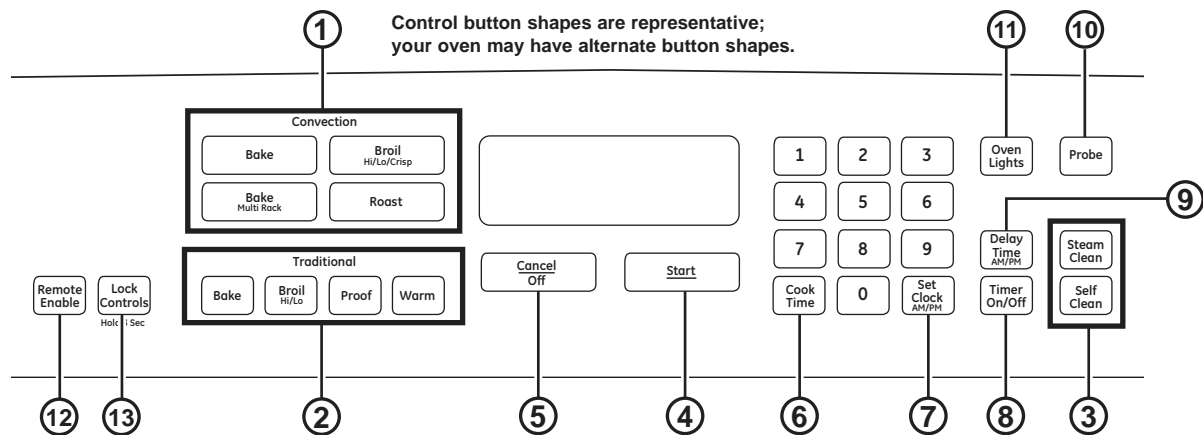 Control button shapes are representative;
your oven may have alternate button shapes.
1
11
10
Convection
Bake
Broil
Hi/Lo/Crisp
Bake
Multi Rack
Roast
1 2 3
4 5 6
7 8 9
0
Oven
Lights
Probe
9
Traditional
Bake
Broil
Hi/Lo
Proof
Warm
Cancel
Off
Start
Cook
Time
Set
Clock
AM/PM
Delay
Time
AM/PM
Timer
On/Off
Steam
Clean
Self
Clean
Remote
Enable
Lock
Controls
Sec
12
13
2
5
4
6
7
8
3